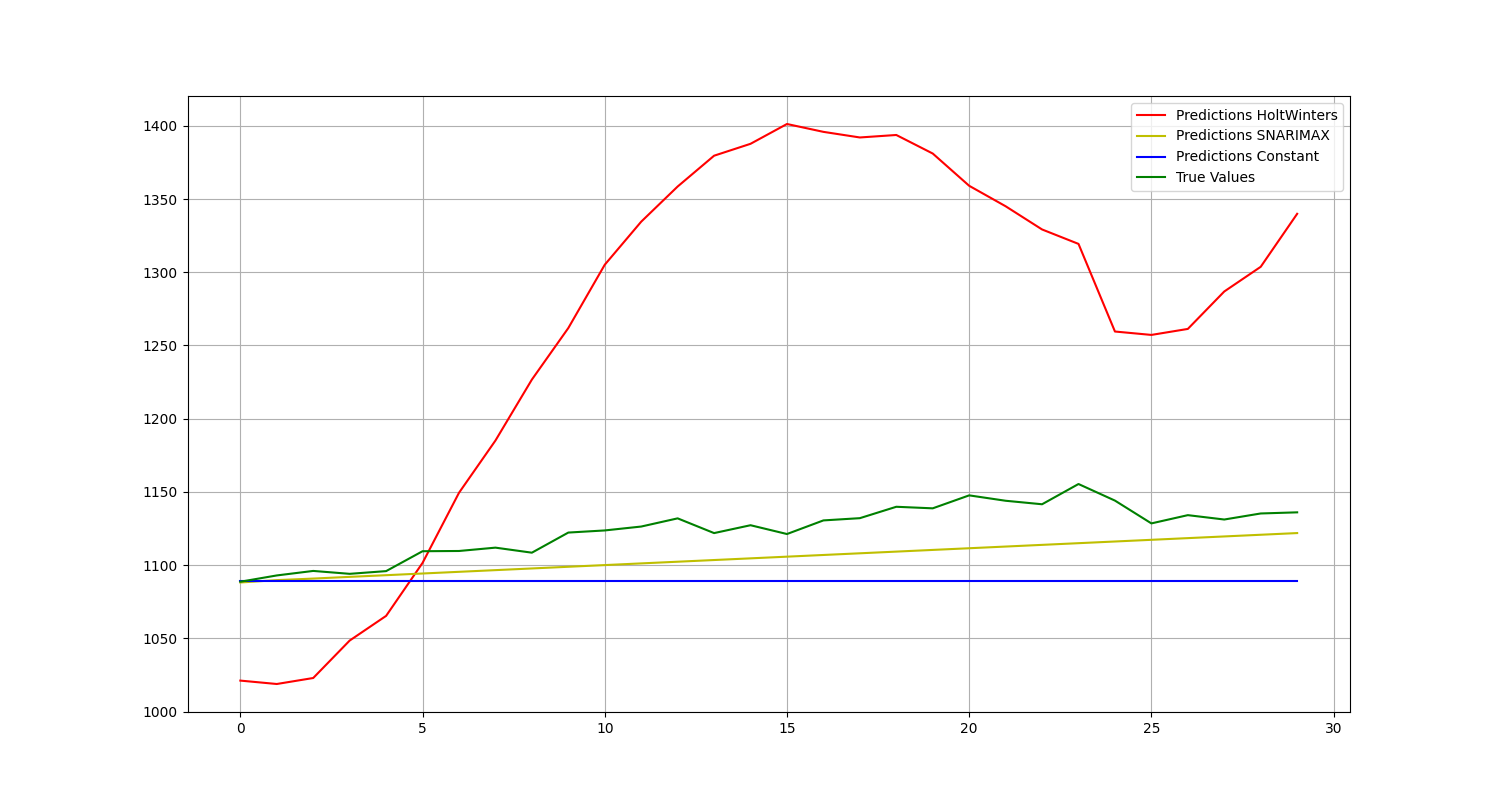 Predictions HoltWinters
Predictions SNARIMAX
Predictions Constant
True Values
1400
1350
1300
1250
1200
1150
1100
1050
1000
0 5 10 15 20 25 30